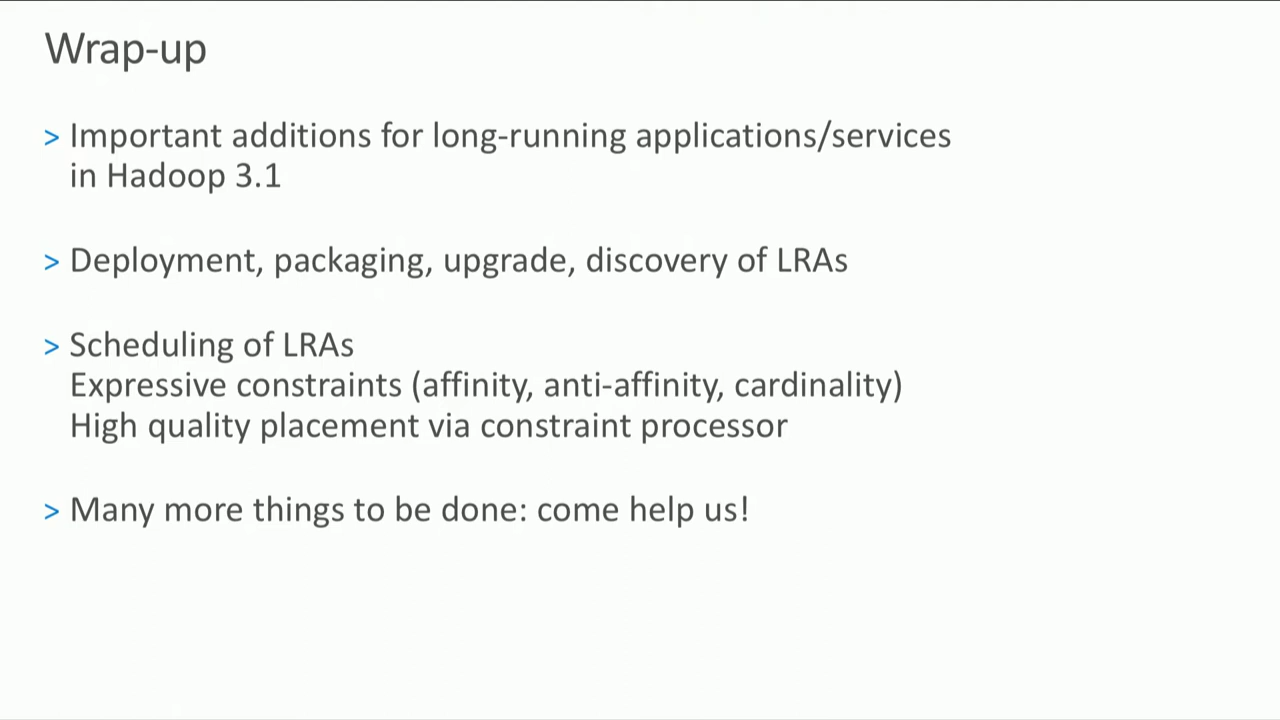 Wrap-up
> Important additions for long-running applications/services
in Hadoop 3.1
> Deployment, packaging, upgrade, discovery of LRAs
> Scheduling of LRAs
Expressive constraints (affinity, anti-affinity, cardinality)
High quality placement via constraint processor
> Many more things to be done: come help us!